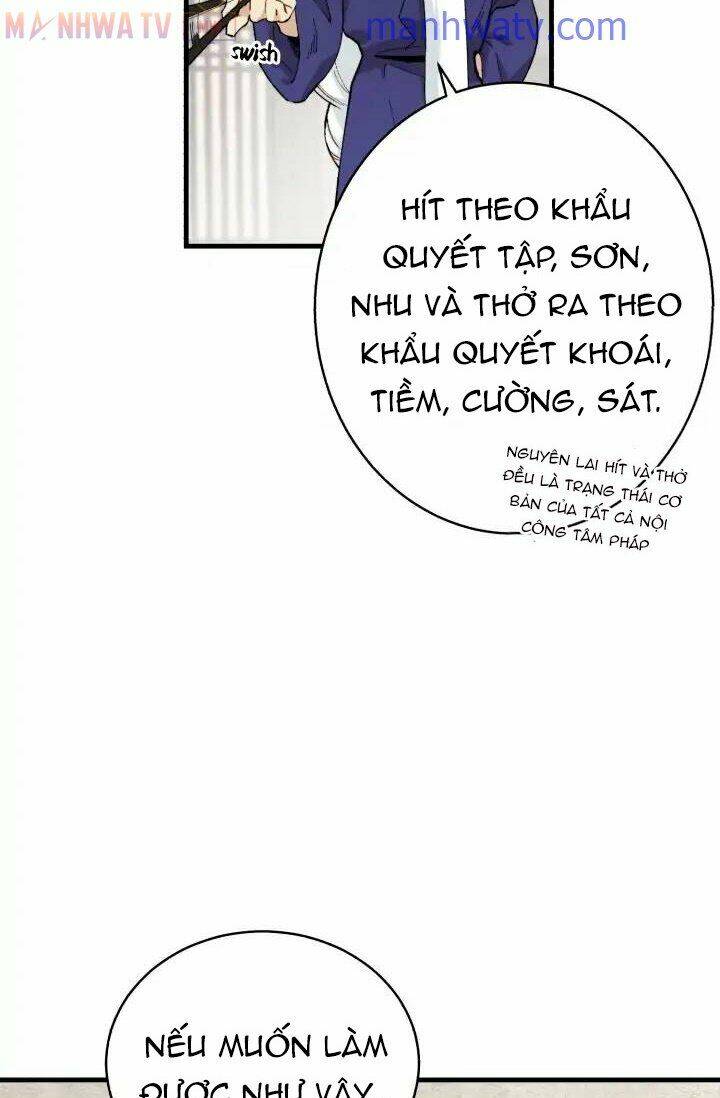 MANHWA TV
manhwatv.com
swish
HÍT THEO KHẨU
QUYẾT TẬP, SƠN,
NHU VÀ THỞ RA THEO
KHẨU QUYẾT KHOÁI,
TIỀM, CƯỜNG, SÁT.
NGUYÊN LAI HÍT VÀ THỞ
ĐỀU LÀ TRẠNG THÁI CƠ
BẢN CỦA TẤT CẢ NỘI
CÔNG TÂM PHÁP
NẾU MUỐN LÀM
ĐƯỢC NHƯ VẬY